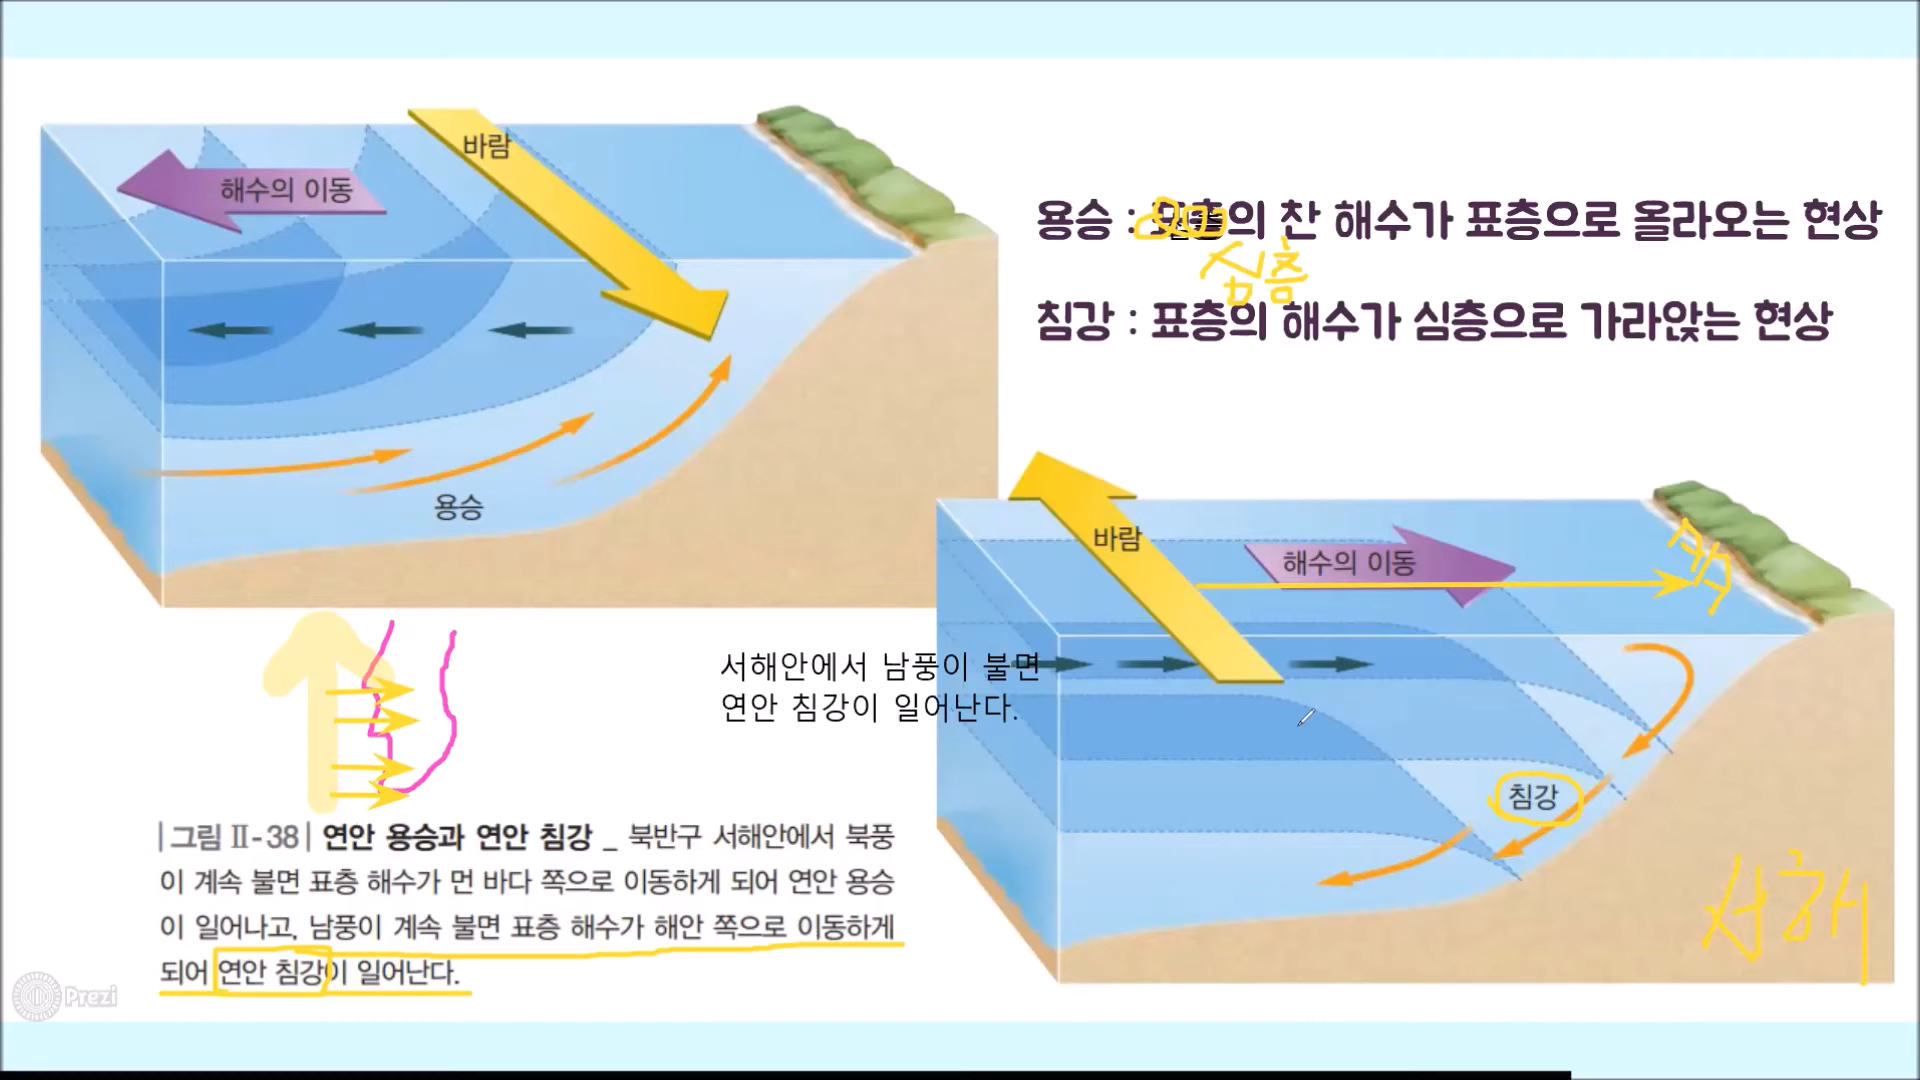 바람
해수의 이동
용승 : 표층의 찬 해수가 표층으로 올라오는 현상
심층
침강 : 표층의 해수가 심층으로 가라앉는 현상
용승
바람
해수의 이동
서해안에서 남풍이 불면
연안 침강이 일어난다.
침강
서해
|그림 Ⅱ-38| 연안 용승과 연안 침강 _ 북반구 서해안에서 북풍
이 계속 불면 표층 해수가 먼 바다 쪽으로 이동하게 되어 연안 용승
이 일어나고, 남풍이 계속 불면 표층 해수가 해안 쪽으로 이동하게
되어 연안 침강이 일어난다.
Prezi